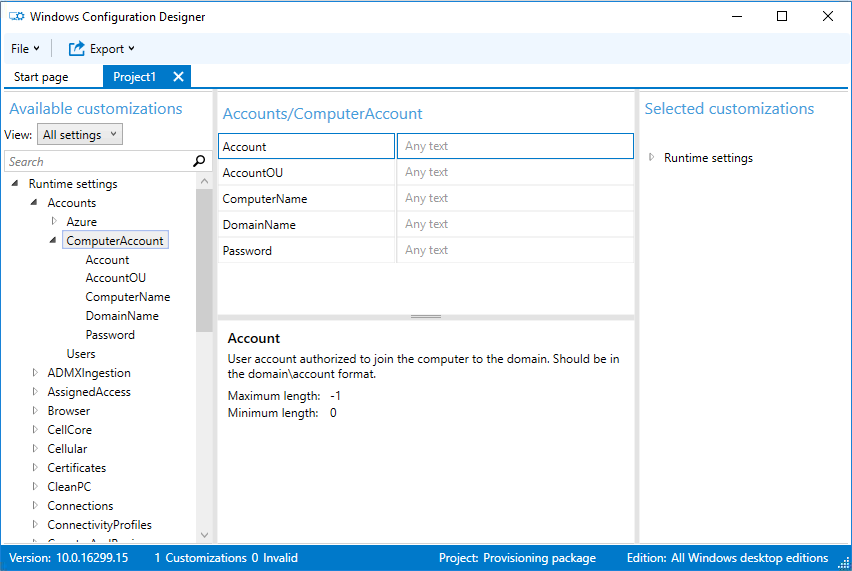 Windows Configuration Designer
File
Export
Start page
Project1
Available customizations
View: All settings
Search
Runtime settings
Accounts
Azure
ComputerAccount
Account
AccountOU
ComputerName
DomainName
Password
Users
ADMXIngestion
AssignedAccess
Browser
CellCore
Cellular
Certificates
CleanPC
Connections
ConnectivityProfiles
Accounts/ComputerAccount
Account Any text
AccountOU Any text
ComputerName Any text
DomainName Any text
Password Any text
Account
User account authorized to join the computer to the domain. Should be in
the domain\account format.
Maximum length: -1
Minimum length: 0
Selected customizations
Runtime settings
Version: 10.0.16299.15 1 Customizations 0 Invalid Project: Provisioning package Edition: All Windows desktop editions